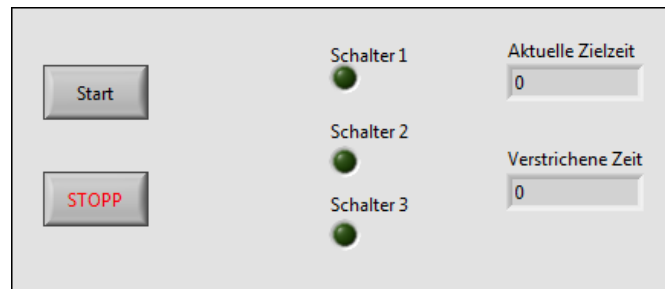 Start
STOPP
Schalter 1
Schalter 2
Schalter 3
Aktuelle Zielzeit
0
Verstrichene Zeit
0